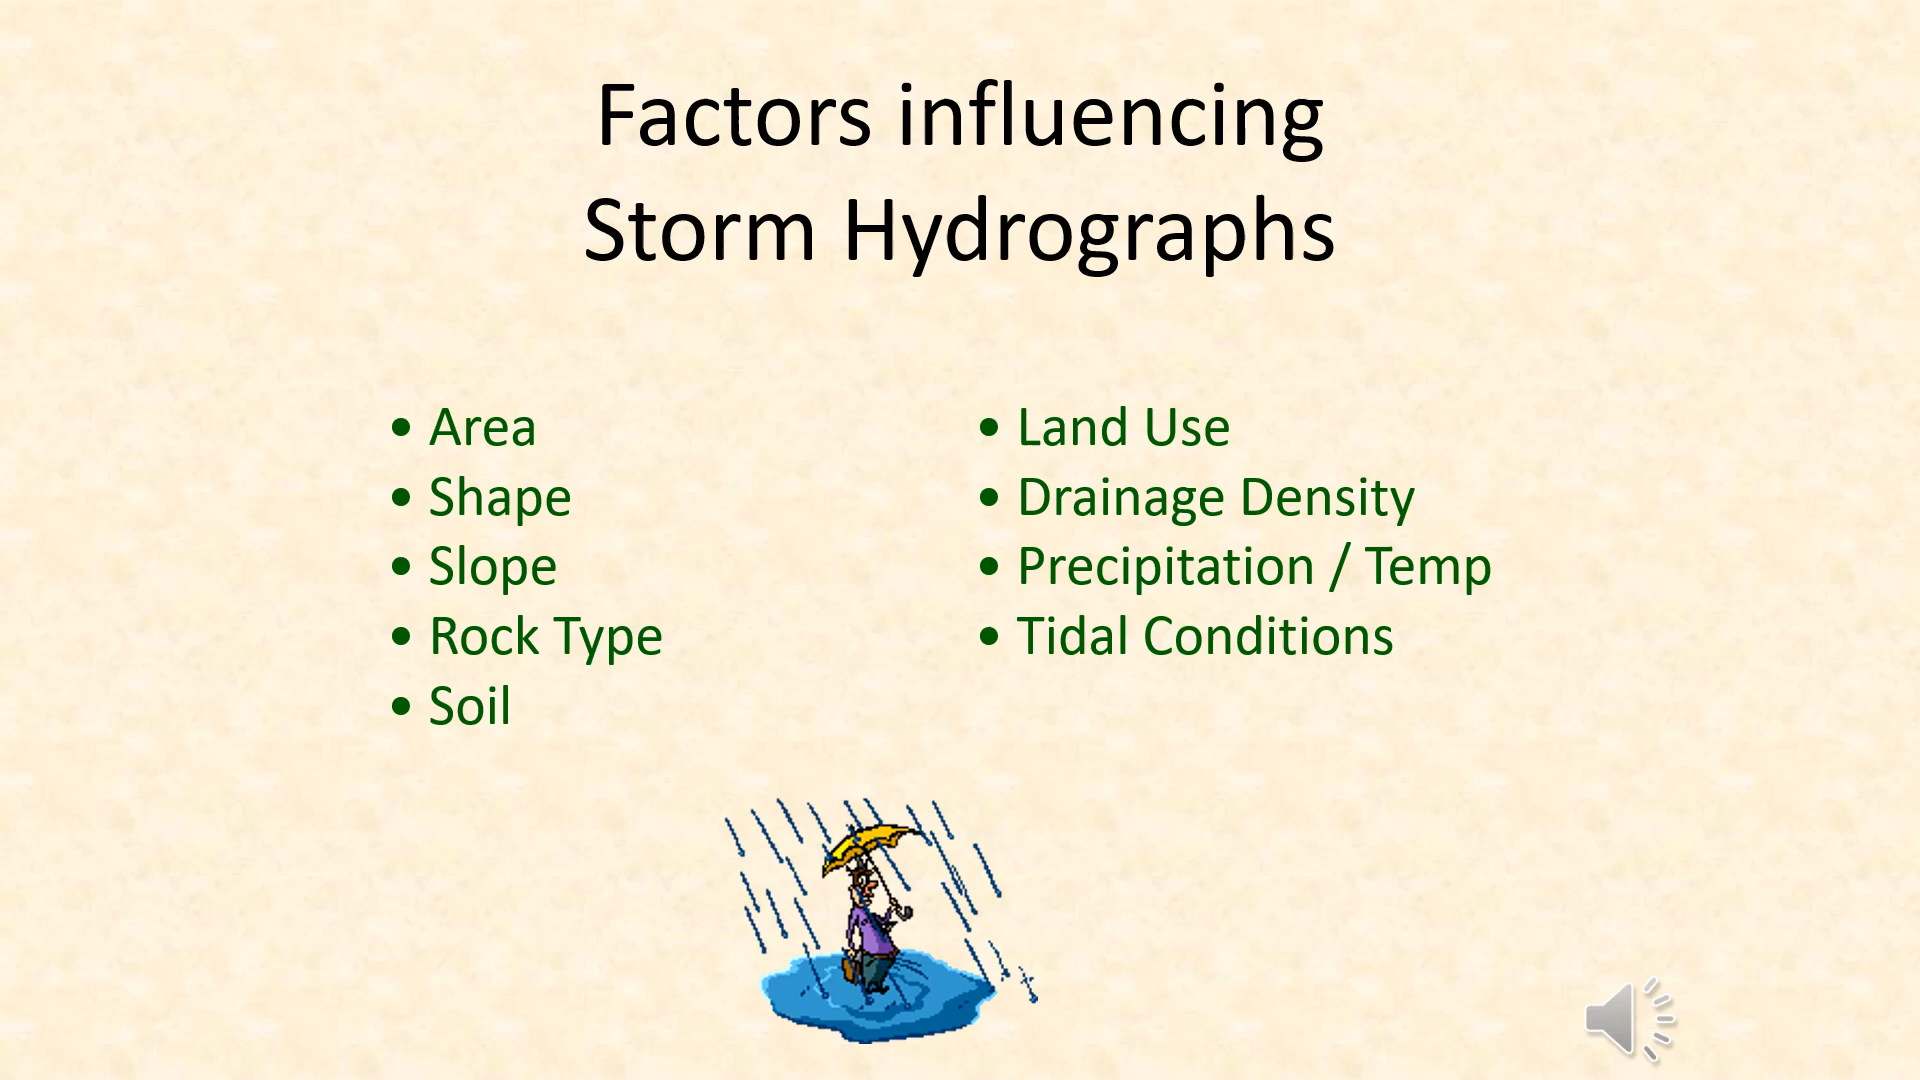 Factors influencing
Storm Hydrographs
• Area
• Shape
• Slope
• Rock Type
• Soil
• Land Use
• Drainage Density
• Precipitation / Temp
• Tidal Conditions